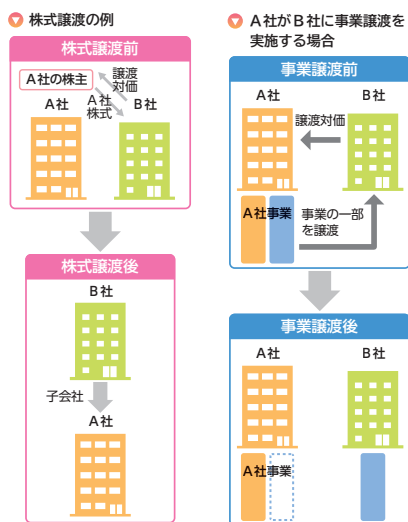 株式譲渡の例
株式譲渡前
A社の株主
譲渡
対価
A社
A社
株式
B社
株式譲渡後
B社
子会社
A社
A社がB社に事業譲渡を
実施する場合
事業譲渡前
A社
B社
譲渡対価
A社事業
事業の一部
を譲渡
事業譲渡後
A社
B社
A社事業